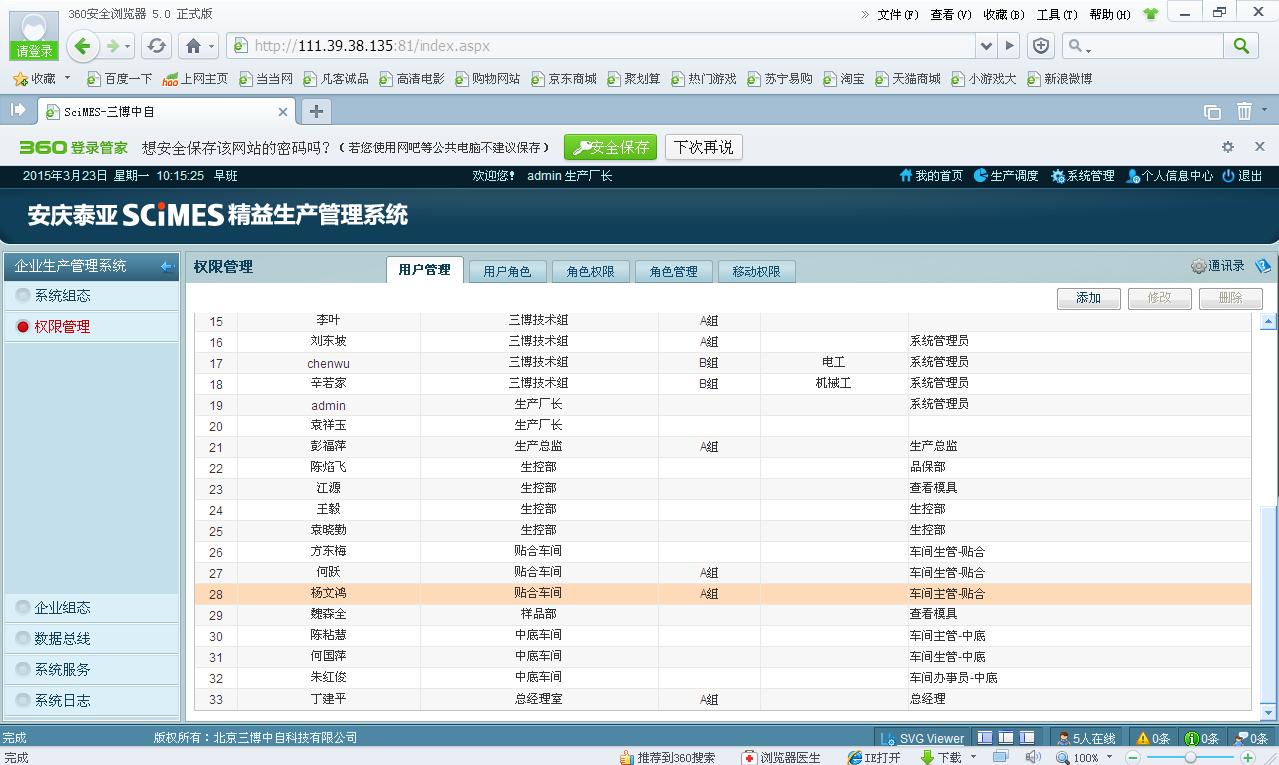 360安全浏览器 5.0 正式版
» 文件(F) 查看(V) 收藏(B) 工具(T) 帮助(H)
请登录
http://111.39.38.135:81/index.aspx
收藏 百度一下 上网主页 当当网 凡客诚品 高清电影 购物网站 京东商城 聚划算 热门游戏 苏宁易购 淘宝 天猫商城 小游戏大 新浪微博
SciMES-三博中自
360 登录管家 想安全保存该网站的密码吗？(若您使用网吧等公共电脑不建议保存) 安全保存 下次再说
2015年3月23日 星期一 10:15:25 早班 欢迎您! admin 生产厂长 我的首页 生产调度 系统管理 个人信息中心 退出
安庆泰亚 SCiMES 精益生产管理系统
企业生产管理系统
系统组态
权限管理
企业组态
数据总线
系统服务
系统日志
权限管理 用户管理 用户角色 角色权限 角色管理 移动权限 通讯录
添加 修改 删除
15 李叶 三博技术组 A组
16 刘东坡 三博技术组 A组 系统管理员
17 chenwu 三博技术组 B组 电工 系统管理员
18 辛若家 三博技术组 B组 机械工 系统管理员
19 admin 生产厂长 系统管理员
20 袁祥玉 生产厂长
21 彭福萍 生产总监 A组 生产总监
22 陈焰飞 生控部 品保部
23 江源 生控部 查看模具
24 王毅 生控部 生控部
25 袁晓勤 生控部 生控部
26 方东梅 贴合车间 车间生管-贴合
27 何跃 贴合车间 A组 车间生管-贴合
28 杨文鸿 贴合车间 A组 车间主管-贴合
29 魏森全 样品部 查看模具
30 陈粘慧 中底车间 车间主管-中底
31 何国萍 中底车间 车间生管-中底
32 朱红俊 中底车间 车间办事员-中底
33 丁建平 总经理室 A组 总经理
完成 版权所有：北京三博中自科技有限公司 SVG Viewer 5人在线 0条 0条 0条
完成 推荐到360搜索 浏览器医生 IE打开 下载 100%